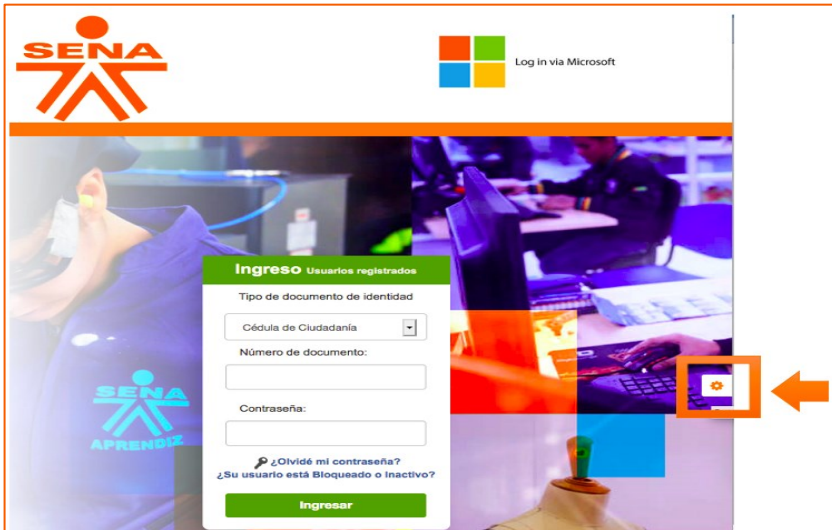 SENA
Log in via Microsoft
Ingreso Usuarios registrados
Tipo de documento de identidad
Cédula de Ciudadanía
Número de documento:
Contraseña:
¿Olvidé mi contraseña?
¿Su usuario está Bloqueado o Inactivo?
Ingresar
SENA
APRENDIZ